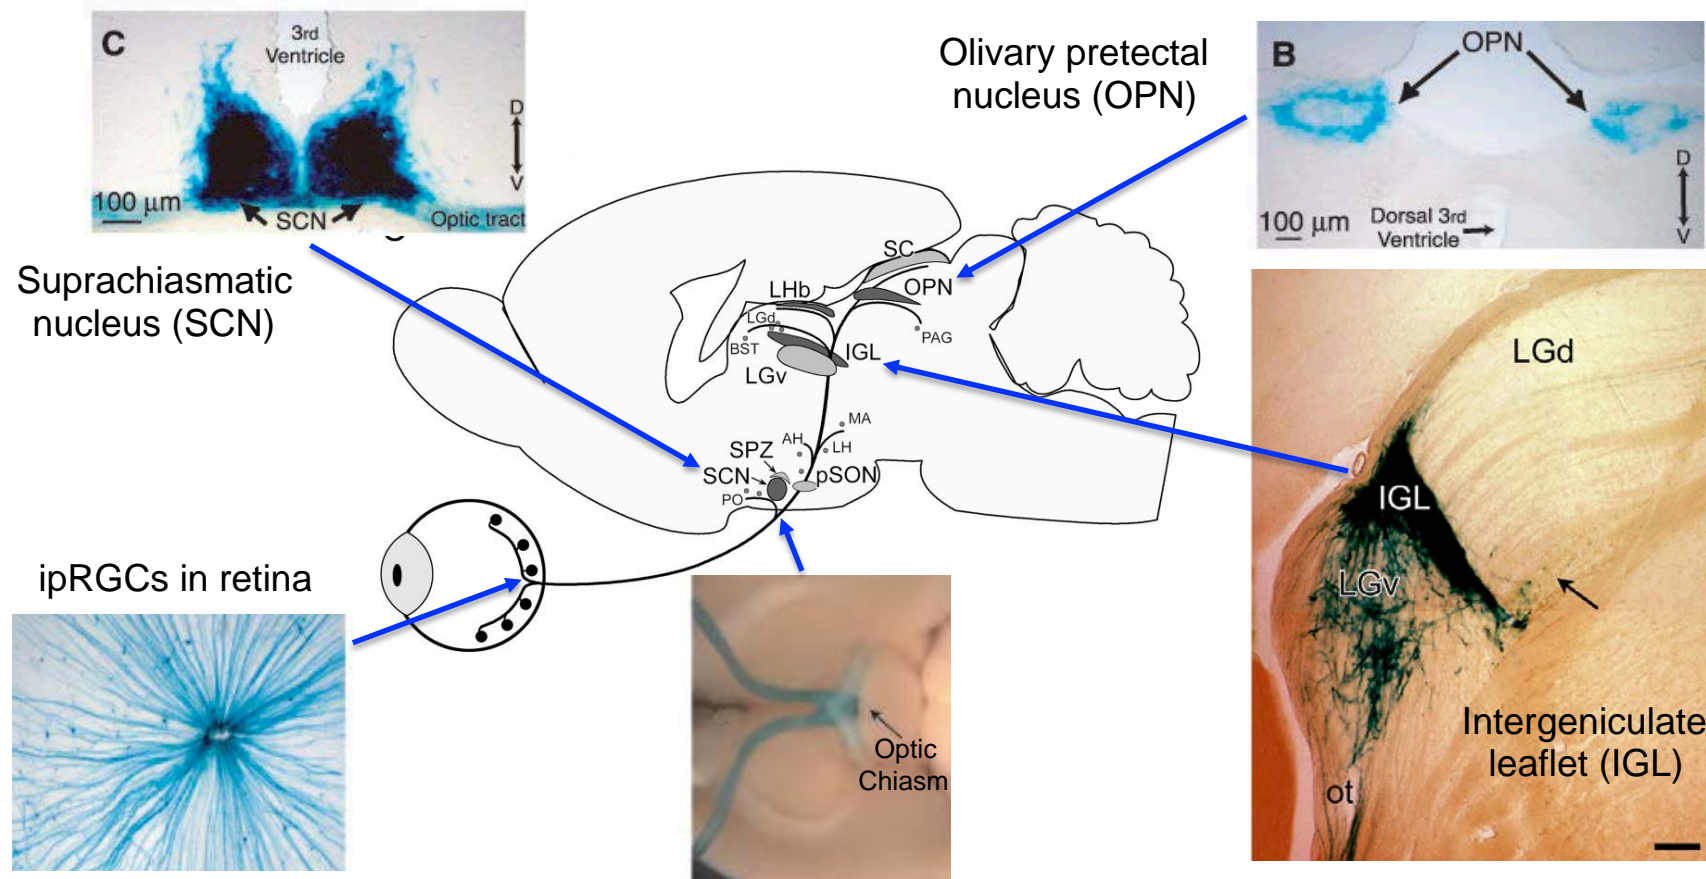 C
3rd
Ventricle
D
V
100 µm
SCN
Optic tract
Suprachiasmatic
nucleus (SCN)
Olivary pretectal
nucleus (OPN)
B
OPN
D
V
100 µm
Dorsal 3rd
Ventricle
SC
OPN
LHb
LGd
BST
PAG
IGL
LGv
MA
AH
LH
SPZ
SCN
pSON
PO
ipRGCs in retina
Optic
Chiasm
LGd
IGL
LGv
Intergeniculate
leaflet (IGL)
ot